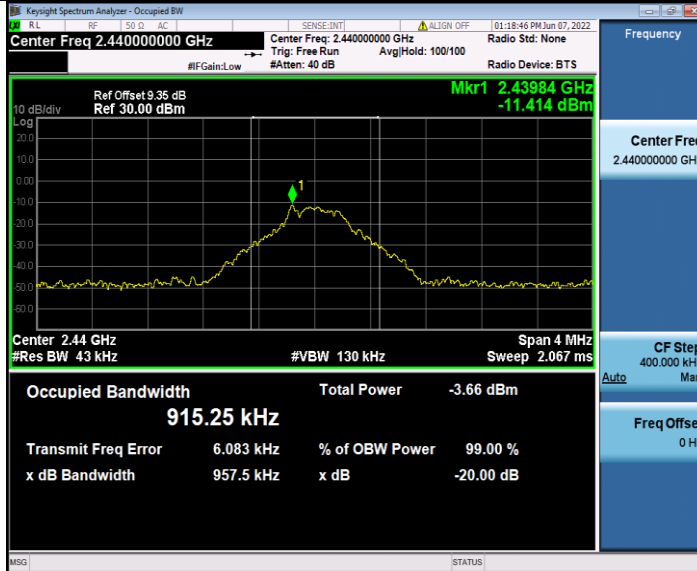 Keysight Spectrum Analyzer - Occupied BW
LXI RL RF 50 Ω AC SENSE:INT ALIGN OFF 01:18:46 PM Jun 07, 2022
Center Freq 2.440000000 GHz Center Freq: 2.440000000 GHz Radio Std: None Frequency
Trig: Free Run Avg|Hold: 100/100
#IFGain:Low #Atten: 40 dB Radio Device: BTS
Mkr1 2.43984 GHz
Ref Offset 9.35 dB
10 dB/div Ref 30.00 dBm -11.414 dBm
Log
20.0
10.0
0.00
-10.0
-20.0
-30.0
-40.0
-50.0
-60.0
1
Center 2.44 GHz Span 4 MHz
#Res BW 43 kHz #VBW 130 kHz Sweep 2.067 ms
Occupied Bandwidth Total Power -3.66 dBm
915.25 kHz
Transmit Freq Error 6.083 kHz % of OBW Power 99.00 %
x dB Bandwidth 957.5 kHz x dB -20.00 dB
Center Fre
2.440000000 GH
CF Step
400.000 kH
Auto Ma
Freq Offse
0 H
MSG STATUS